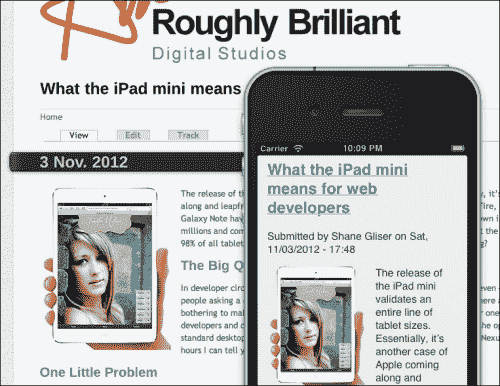 Roughly Brilliant
Digital Studios
What the iPad mini means
Home
View Edit Track
3 Nov. 2012
The release of th
along and leapfr
Galaxy Note hav
millions and com
98% of all tablet
The Big Q
In developer circ
people asking a
bothering to mak
developers and c
standard desktop
hours I can tell y
One Little Problem
Carrier 10:09 PM
What the iPad mini
means for web
developers
Submitted by Shane Gliser on Sat,
11/03/2012 - 17:48
The release of
the iPad mini
validates an
entire line of
tablet sizes.
Essentially, it's
another case of
Apple coming
along and